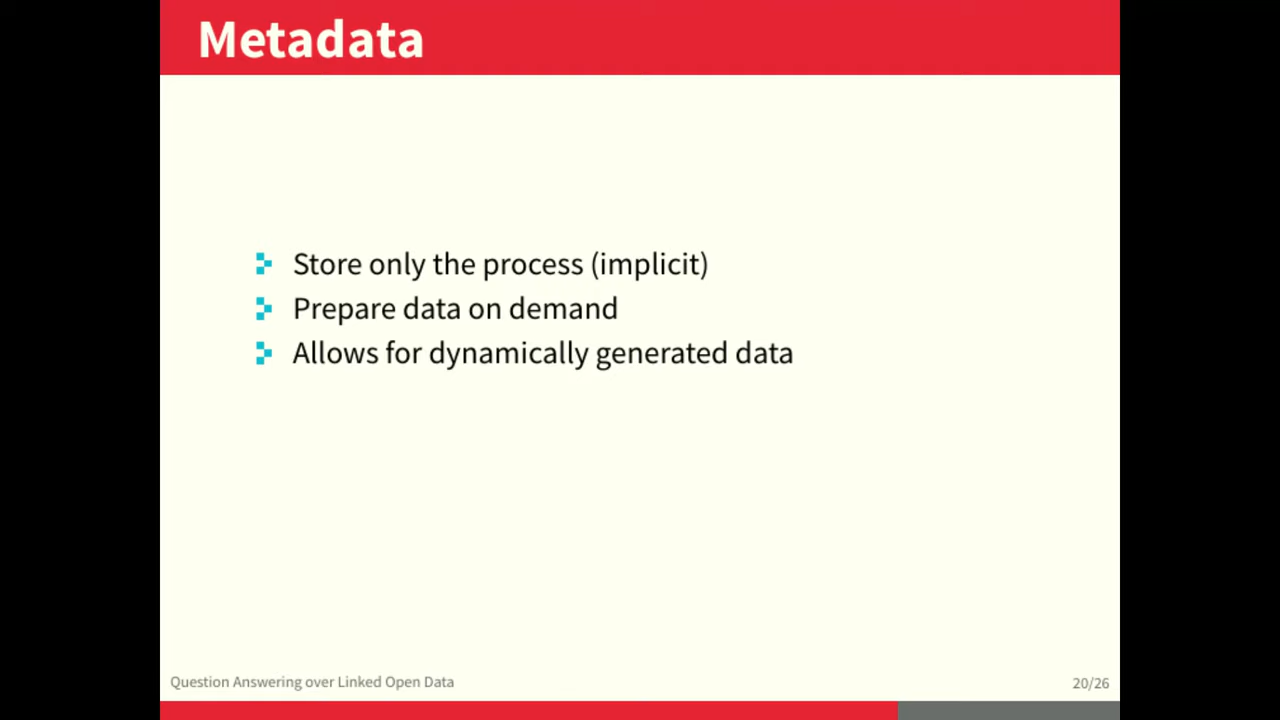 Metadata
Store only the process (implicit)
Prepare data on demand
Allows for dynamically generated data
Question Answering over Linked Open Data
20/26